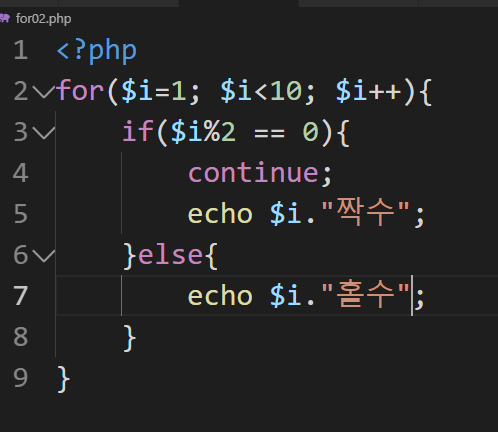 for02.php
1 <?php
2 for($i=1; $i<10; $i++){
3 if($i%2 == 0){
4 continue;
5 echo $i."짝수";
6 }else{
7 echo $i."홑수";
8 }
9 }